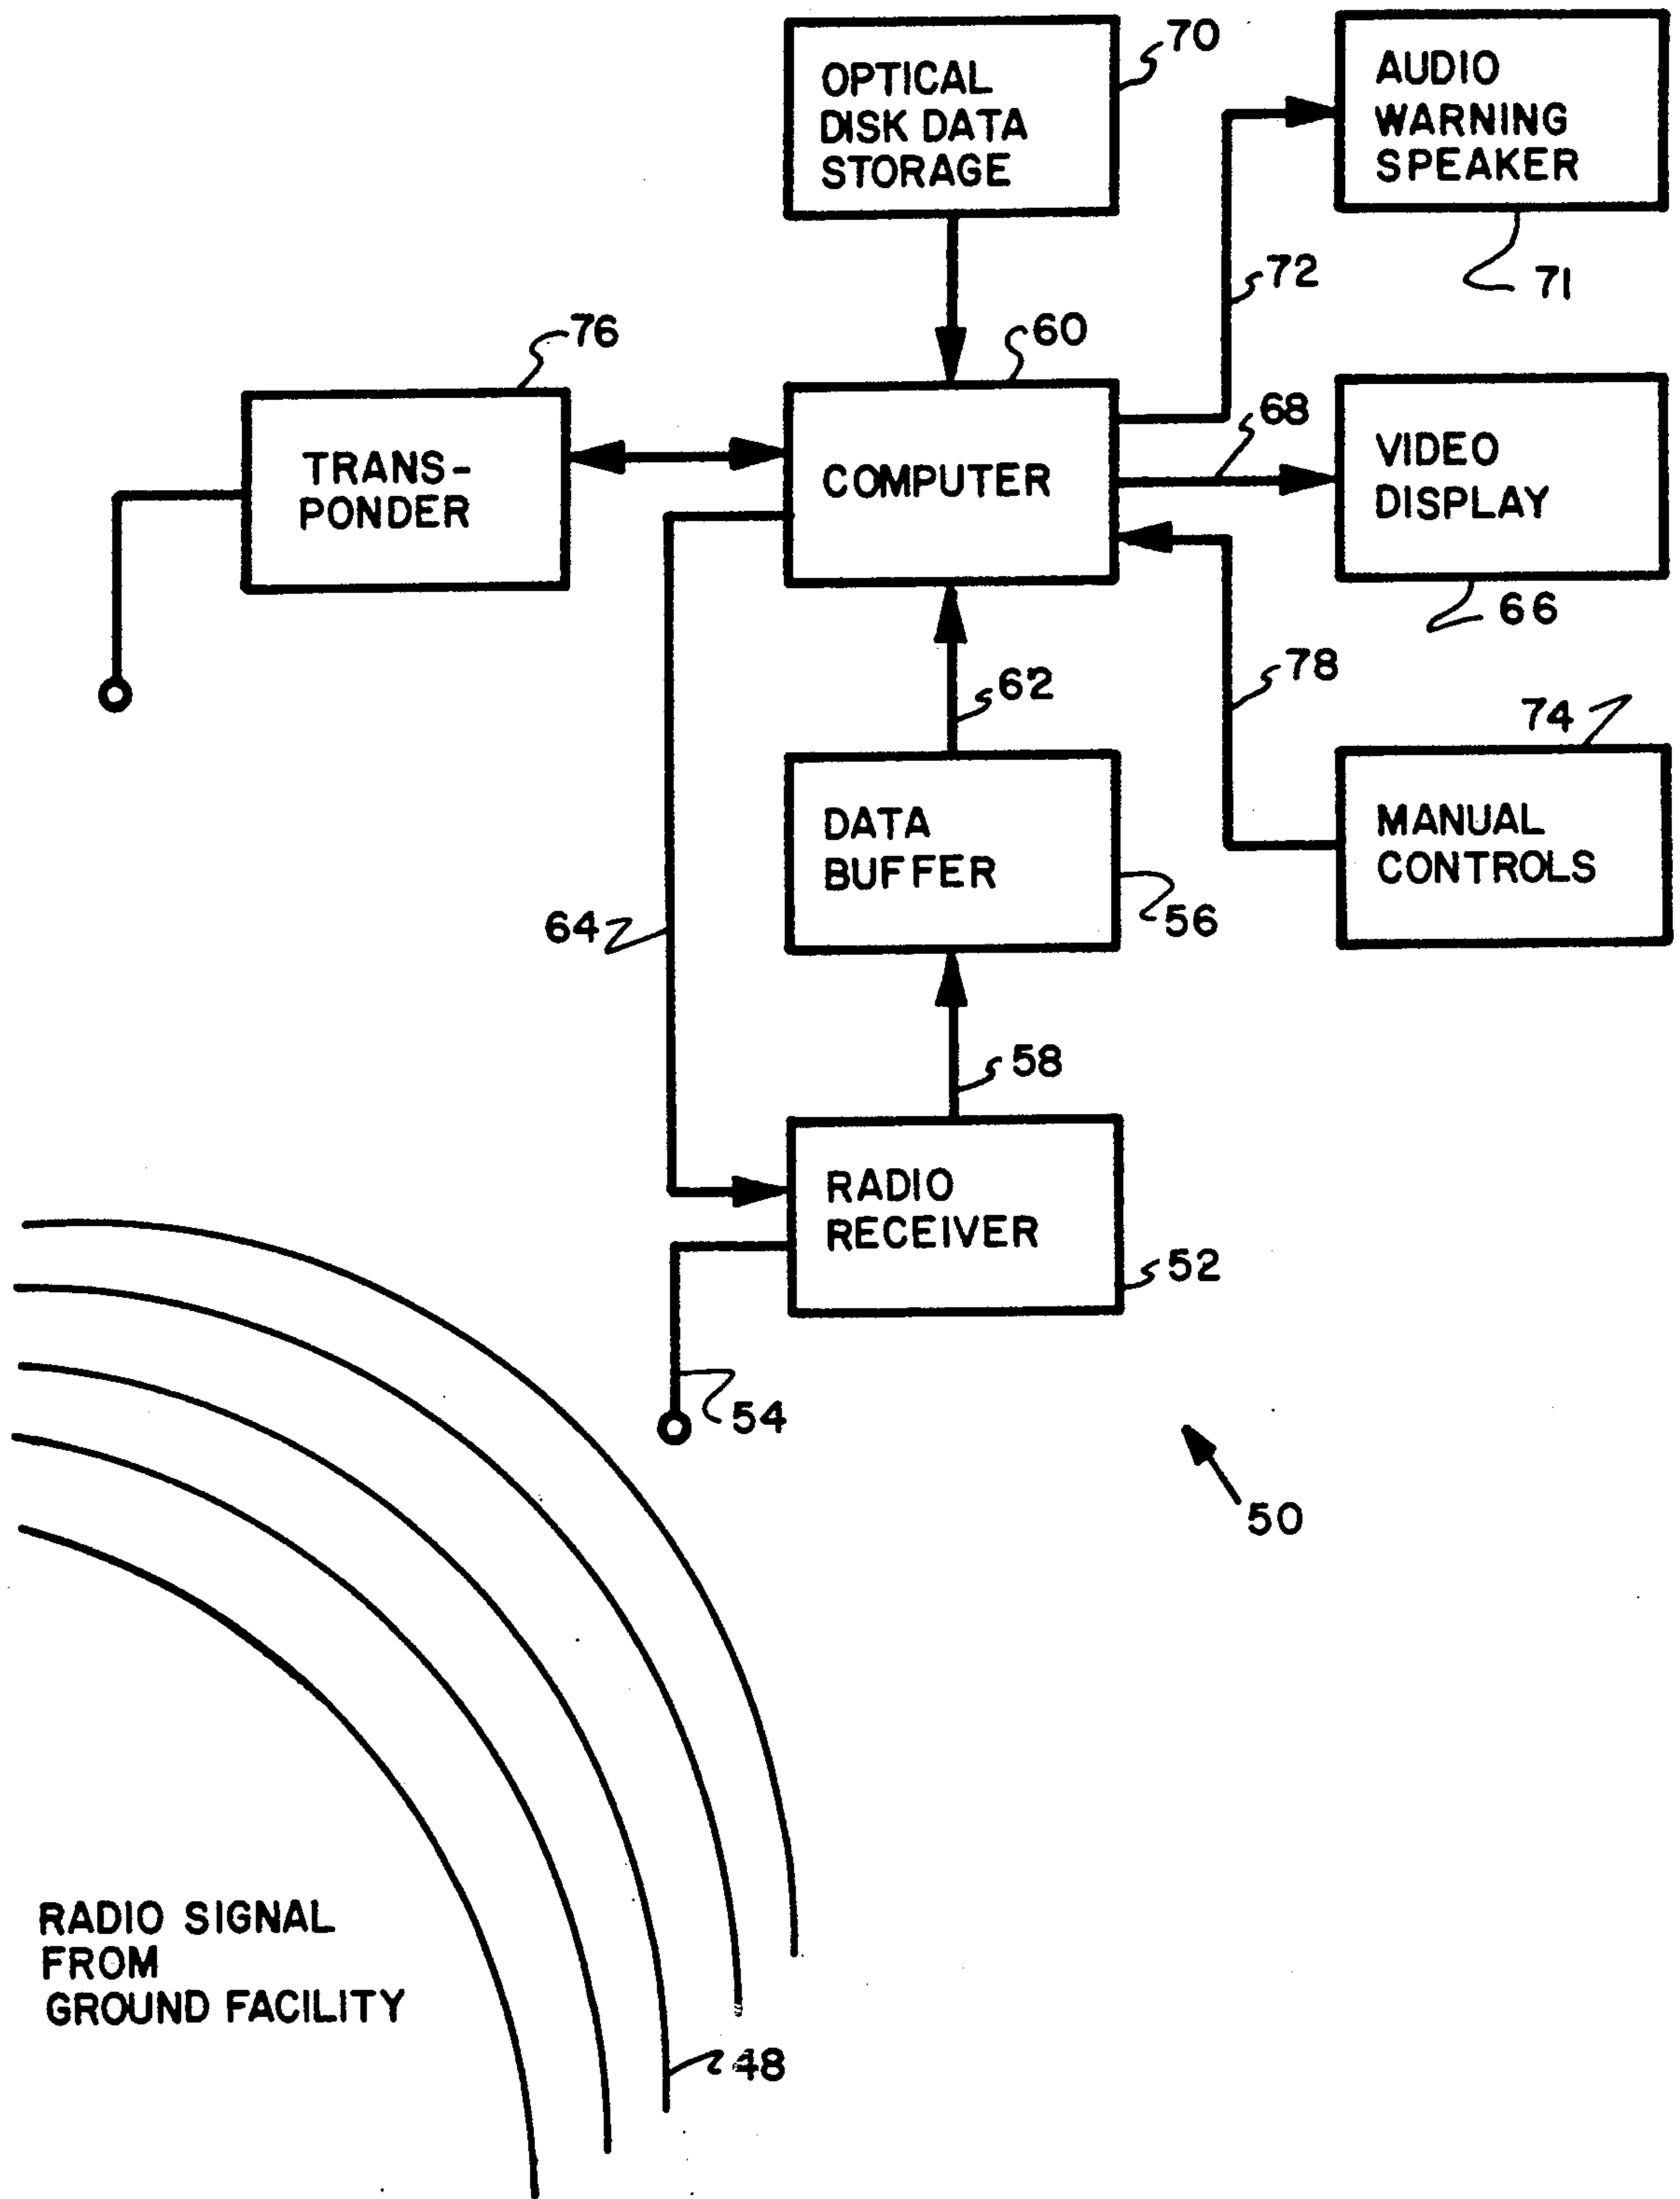 70
OPTICAL
DISK DATA
STORAGE
AUDIO
WARNING
SPEAKER
71
72
76
60
TRANS-
PONDER
COMPUTER
68
VIDEO
DISPLAY
66
78
62
74
DATA
BUFFER
56
MANUAL
CONTROLS
64
58
RADIO
RECEIVER
52
54
50
RADIO SIGNAL
FROM
GROUND FACILITY
48